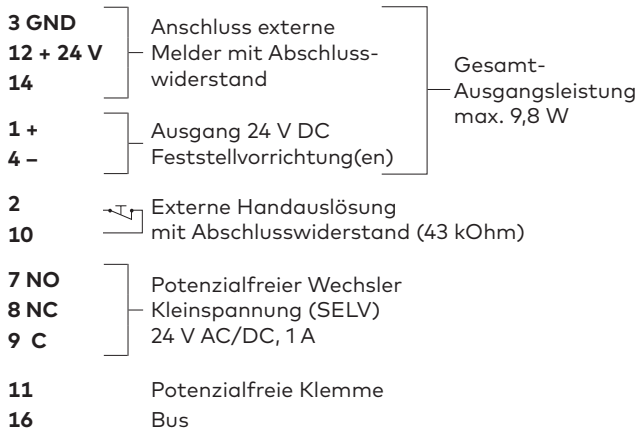 3 GND
12 + 24 V
14
Anschluss externe
Melder mit Abschluss-
widerstand
1 +
4 –
Ausgang 24 V DC
Feststellvorrichtung(en)
Gesamt-
Ausgangsleistung
max. 9,8 W
2
10
Externe Handauslösung
mit Abschlusswiderstand (43 kOhm)
7 NO
8 NC
9 C
Potenzialfreier Wechsler
Kleinspannung (SELV)
24 V AC/DC, 1 A
11 Potenzialfreie Klemme
16 Bus